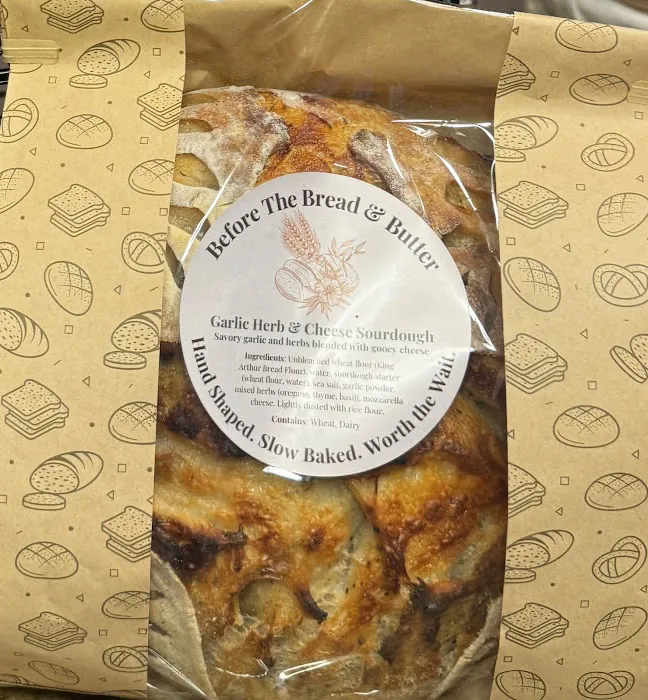 Before The Bread & Butter
Garlic Herb & Cheese Sourdough
Savory garlic and herbs blended with gooey cheese
Ingredients: Unbleached wheat flour (King
Arthur Bread Flour), water, sourdough starter
(wheat flour, water), sea salt, garlic powder,
mixed herbs (oregano, thyme, basil), mozzarella
cheese. Lightly dusted with rice flour.
Contains: Wheat, Dairy
Hand Shaped. Slow Baked. Worth the Wait.